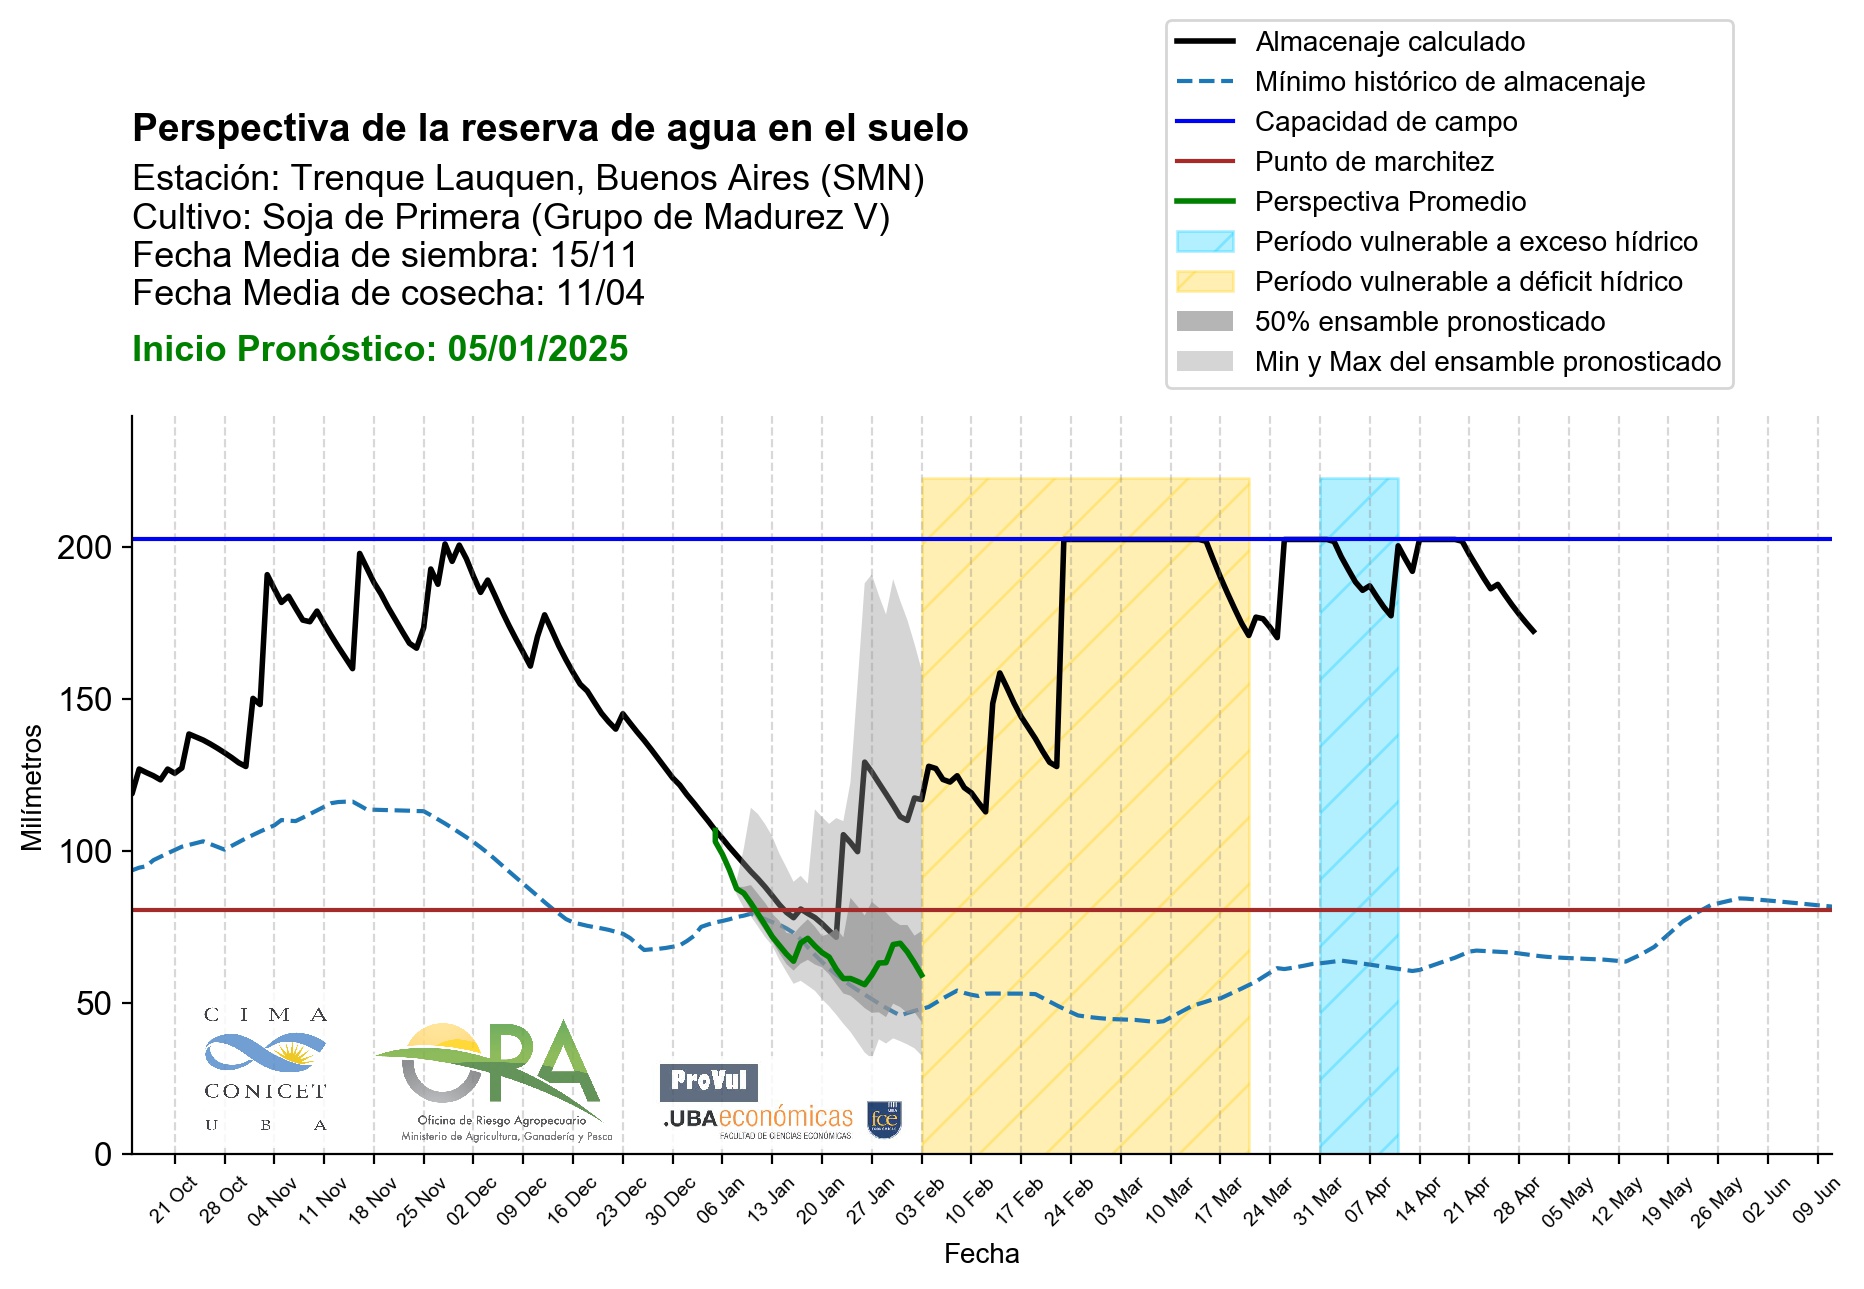 Almacenaje calculado
Mínimo histórico de almacenaje
Capacidad de campo
Punto de marchitez
Perspectiva Promedio
Período vulnerable a exceso hídrico
Período vulnerable a déficit hídrico
50% ensamble pronosticado
Min y Max del ensamble pronosticado
Perspectiva de la reserva de agua en el suelo
Estación: Trenque Lauquen, Buenos Aires (SMN)
Cultivo: Soja de Primera (Grupo de Madurez V)
Fecha Media de siembra: 15/11
Fecha Media de cosecha: 11/04
Inicio Pronóstico: 05/01/2025
Milímetros
200
150
100
50
0
C I M A
CONICET
U B A
ORA
Oficina de Riesgo Agropecuario
Ministerio de Agricultura, Ganadería y Pesca
ProVul
.UBAeconómicas
FACULTAD DE CIENCIAS ECONÓMICAS
UBA
fce
ECONÓMICAS
21 Oct
28 Oct
04 Nov
11 Nov
18 Nov
25 Nov
02 Dec
09 Dec
16 Dec
23 Dec
30 Dec
06 Jan
13 Jan
20 Jan
27 Jan
03 Feb
10 Feb
17 Feb
24 Feb
03 Mar
10 Mar
17 Mar
24 Mar
31 Mar
07 Apr
14 Apr
21 Apr
28 Apr
05 May
12 May
19 May
26 May
02 Jun
09 Jun
Fecha